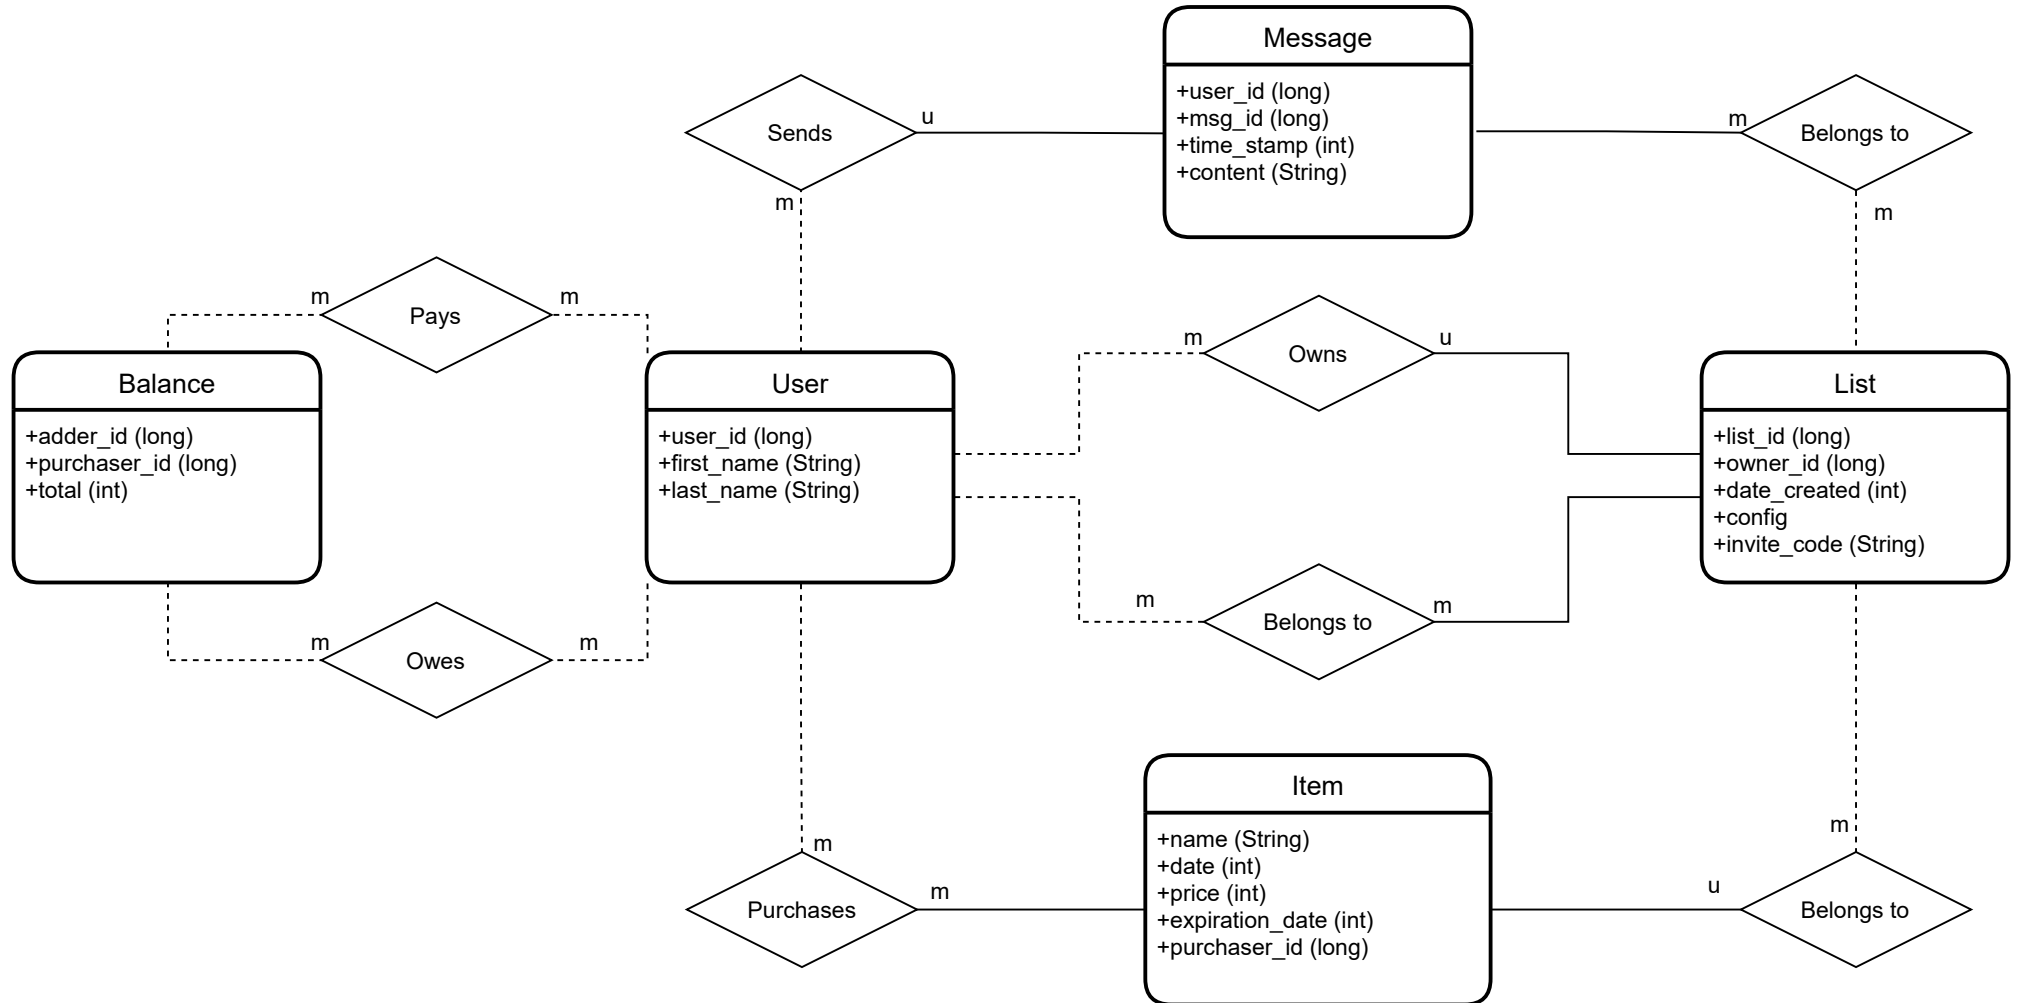 Message
+user_id (long)
+msg_id (long)
+time_stamp (int)
+content (String)
Sends
u
m
m
Belongs to
m
Pays
m
m
Owns
m
u
Balance
+adder_id (long)
+purchaser_id (long)
+total (int)
User
+user_id (long)
+first_name (String)
+last_name (String)
List
+list_id (long)
+owner_id (long)
+date_created (int)
+config
+invite_code (String)
m
Belongs to
m
m
Owes
m
Item
+name (String)
+date (int)
+price (int)
+expiration_date (int)
+purchaser_id (long)
m
Purchases
m
m
u
Belongs to